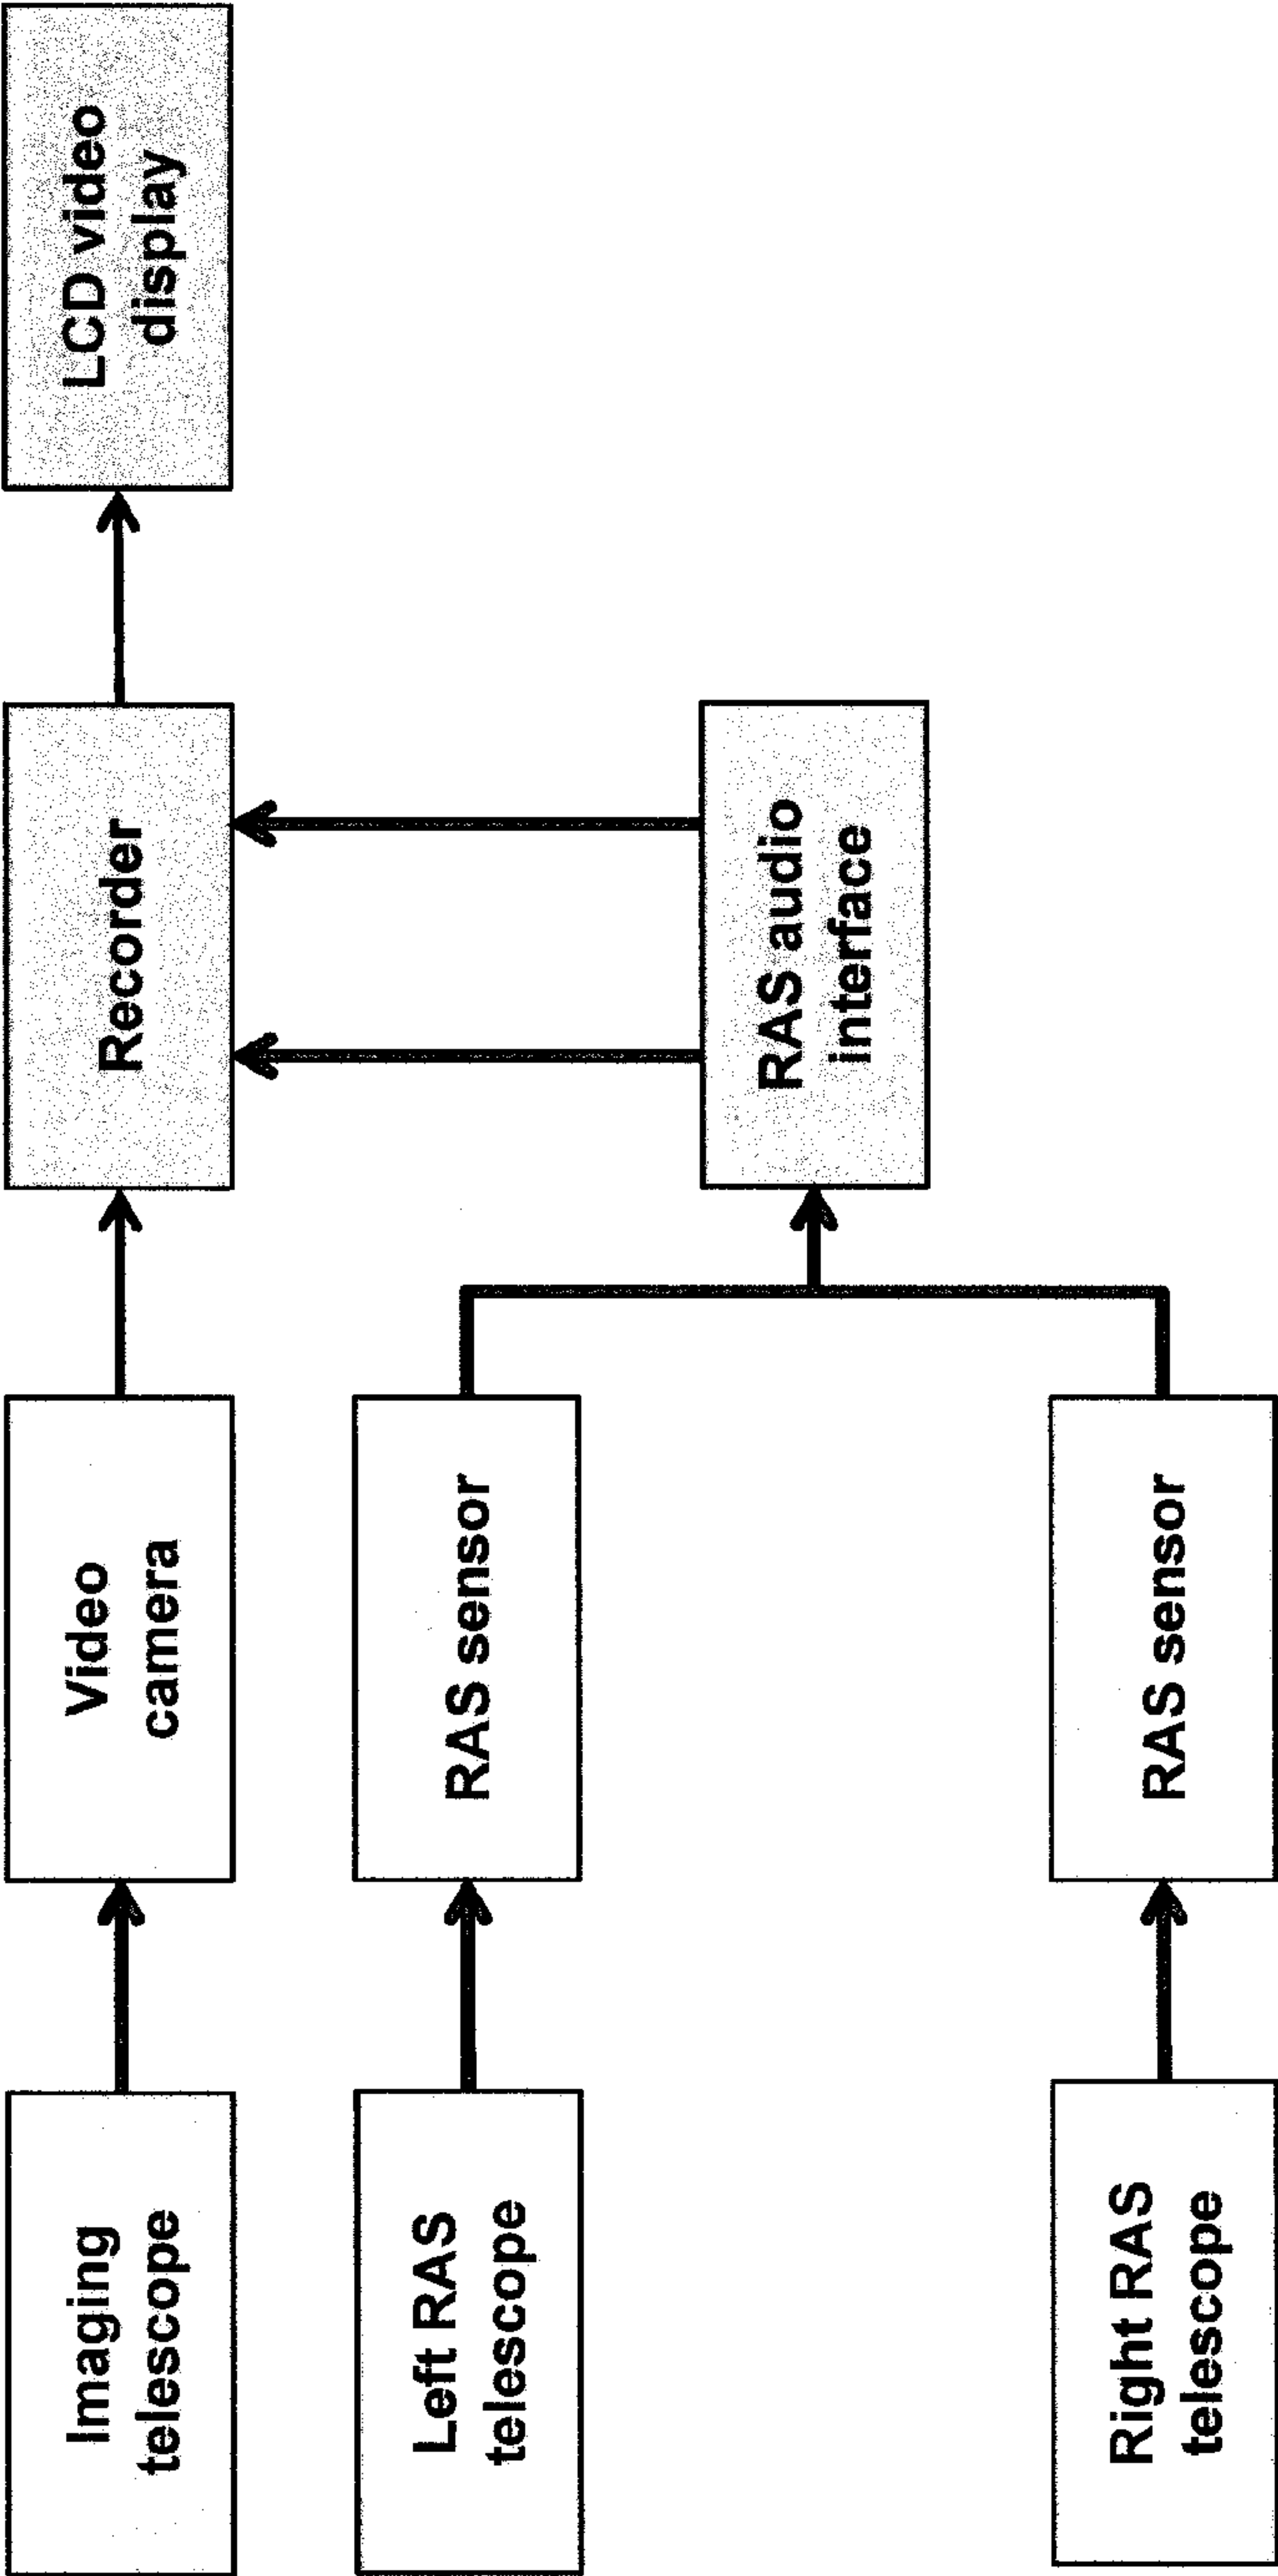 Imaging
telescope
Video
camera
Recorder
LCD video
display
Left RAS
telescope
RAS sensor
RAS audio
interface
Right RAS
telescope
RAS sensor